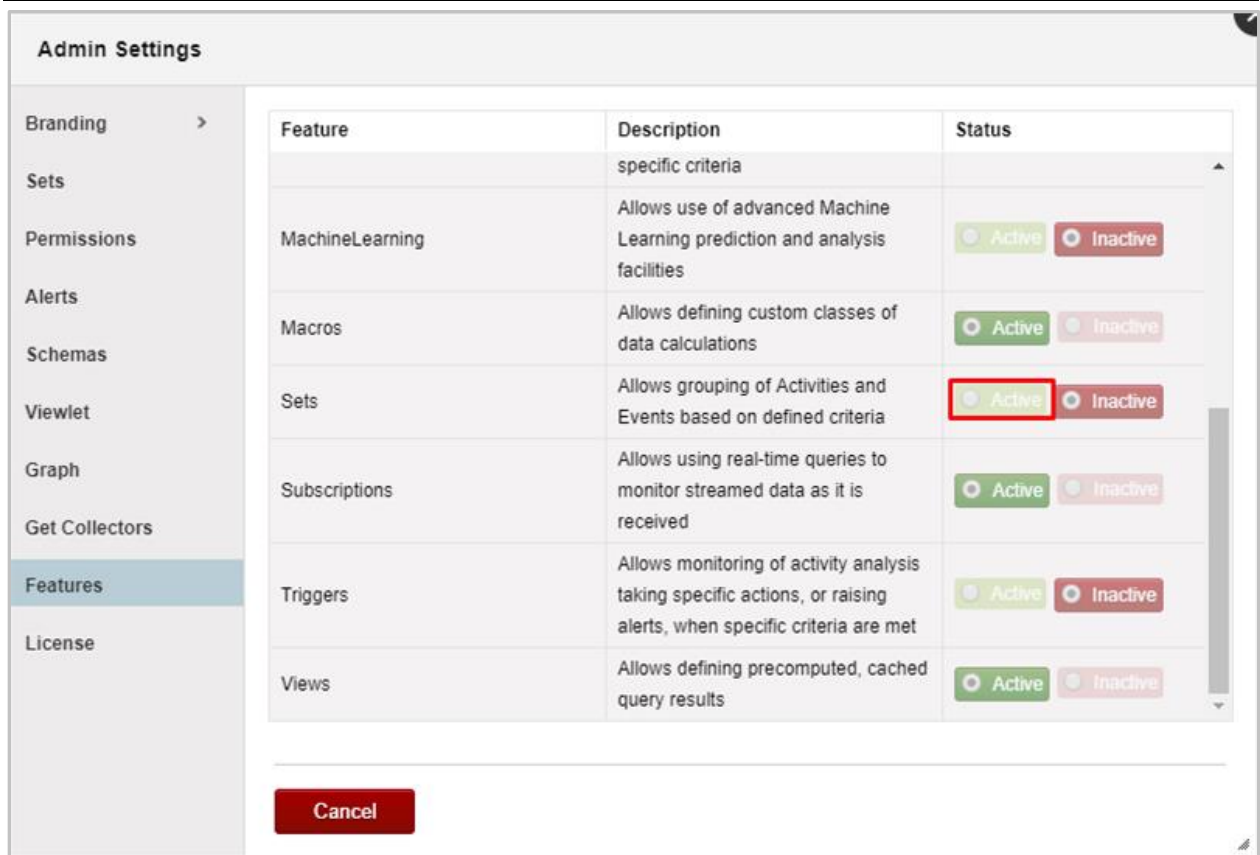 Admin Settings
Branding >
Sets
Permissions
Alerts
Schemas
Viewlet
Graph
Get Collectors
Features
License
Feature Description Status
specific criteria
MachineLearning
Allows use of advanced Machine
Learning prediction and analysis
facilities
Active Inactive
Macros
Allows defining custom classes of
data calculations
Active Inactive
Sets
Allows grouping of Activities and
Events based on defined criteria
Active Inactive
Subscriptions
Allows using real-time queries to
monitor streamed data as it is
received
Active Inactive
Triggers
Allows monitoring of activity analysis
taking specific actions, or raising
alerts, when specific criteria are met
Active Inactive
Views
Allows defining precomputed, cached
query results
Active Inactive
Cancel